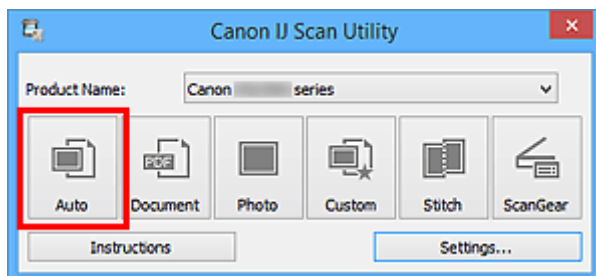 Canon IJ Scan Utility
Product Name: Canon series
PDF
Auto Document Photo Custom Stitch ScanGear
Instructions Settings...